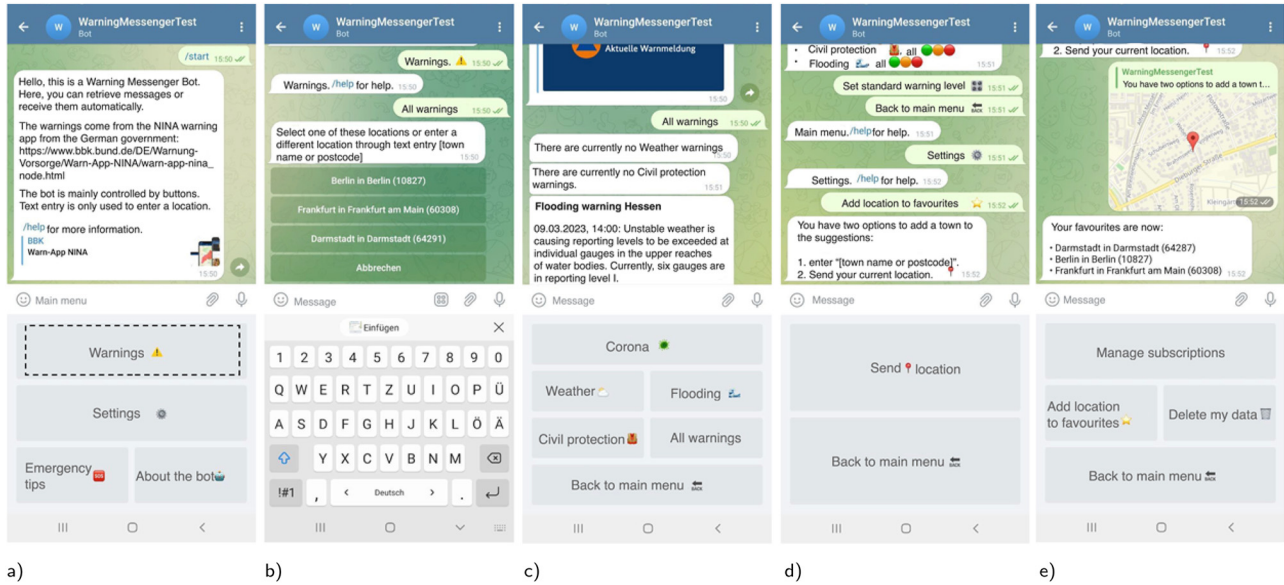 WarningMessengerTest
Bot
/start 15:50
Hello, this is a Warning Messenger Bot.
Here, you can retrieve messages or
receive them automatically.
The warnings come from the NINA warning
app from the German government:
https://www.bbk.bund.de/DE/Warnung-
Vorsorge/Warn-App-NINA/warn-app-nina_
node.html
The bot is mainly controlled by buttons.
Text entry is only used to enter a location.
/help for more information.
BBK
Warn-App NINA
15:50
Main menu
Warnings
Settings
Emergency
tips
SOS
About the bot
a)
WarningMessengerTest
Bot
Warnings. 15:50
Warnings. /help for help. 15:50
All warnings 15:50
Select one of these locations or enter a
different location through text entry [town
name or postcode] 15:50
Berlin in Berlin (10827)
Frankfurt in Frankfurt am Main (60308)
Darmstadt in Darmstadt (64291)
Abbrechen
Message
Einfügen
1 2 3 4 5 6 7 8 9 0
Q W E R T Z U I O P Ü
A S D F G H J K L Ö Ä
Y X C V B N M
!#1 , < Deutsch > .
b)
WarningMessengerTest
Bot
Aktuelle Warnmeldung
15:50
All warnings 15:50
There are currently no Weather warnings
15:50
There are currently no Civil protection
warnings. 15:51
Flooding warning Hessen
09.03.2023, 14:00: Unstable weather is
causing reporting levels to be exceeded at
individual gauges in the upper reaches
of water bodies. Currently, six gauges are
in reporting level I.
Message
Corona
Weather
Flooding
Civil protection
All warnings
Back to main menu BACK
c)
WarningMessengerTest
Bot
• Civil protection , all
• Flooding all 15:51
Set standard warning level 15:51
Back to main menu BACK 15:51
Main menu. /help for help. 15:51
Settings 15:51
Settings. /help for help. 15:52
Add location to favourites 15:52
You have two options to add a town to
the suggestions:
1. enter "[town name or postcode]".
2. Send your current location. 15:52
Message
Send location
Back to main menu BACK
d)
WarningMessengerTest
Bot
2. Send your current location. 15:52
WarningMessengerTest
You have two options to add a town t...
Dieburger Straße
15:52
Your favourites are now:
• Darmstadt in Darmstadt (64287)
• Berlin in Berlin (10827)
• Frankfurt in Frankfurt am Main (60308) 15:52
Message
Manage subscriptions
Add location
to favourites
Delete my data
Back to main menu BACK
e)